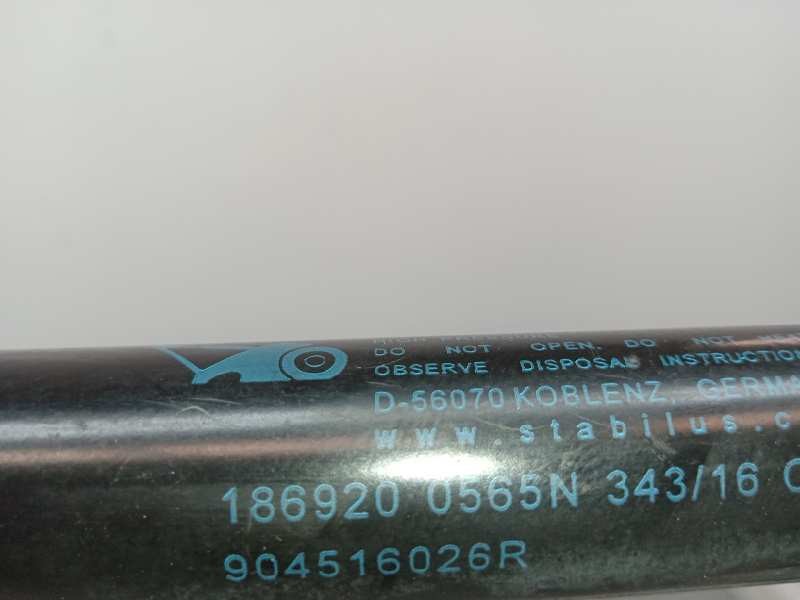 DO NOT OPEN. DO NOT
OBSERVE DISPOSAL INSTRUCTION
D-56070 KOBLENZ, GERMA
www.stabilus.c
186920 0565N 343/16
904516026R